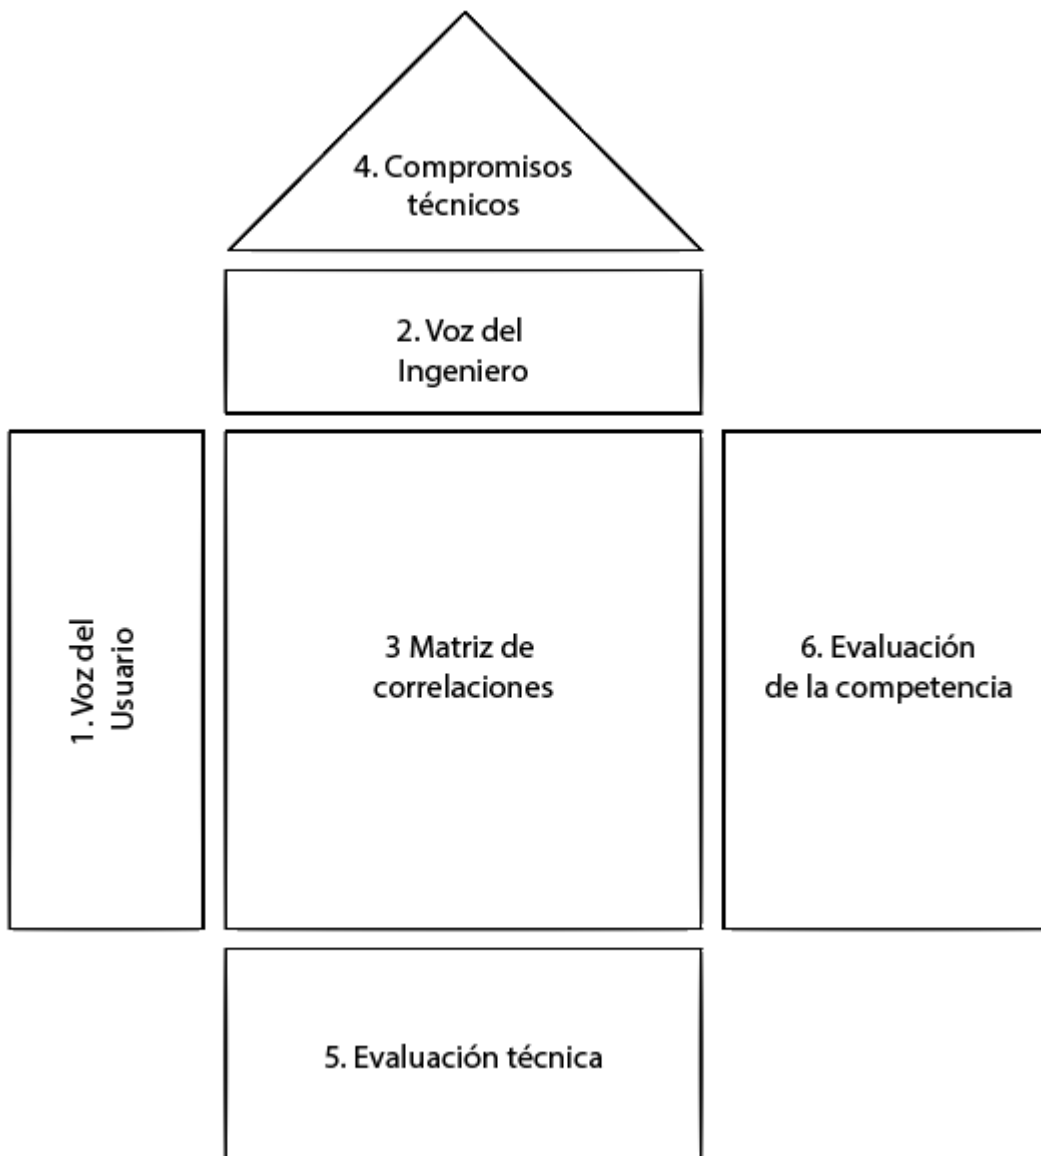 4. Compromisos
técnicos
2. Voz del
Ingeniero
1. Voz del
Usuario
3 Matriz de
correlaciones
6. Evaluación
de la competencia
5. Evaluación técnica